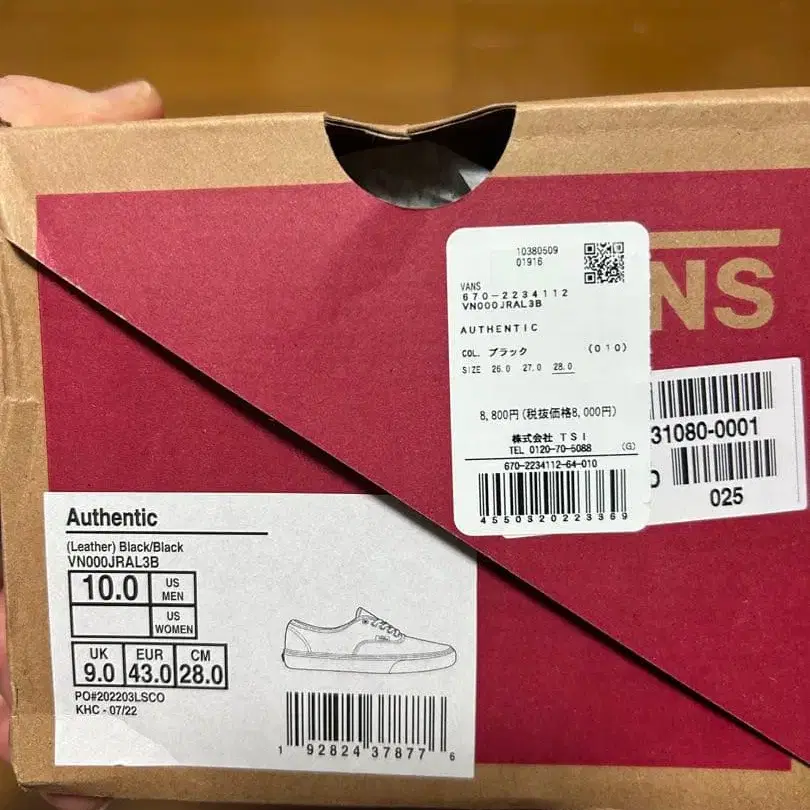 NS
10380509
01916
VANS
670-2234112
VN000JRAL3B
AUTHENTIC
COL. ブラック (010)
SIZE 26.0 27.0 28.0
8,800円(税抜価格8,000円)
株式会社 TSI
TEL 0120-70-5088 (G)
670-2234112-64-010
4550320223369
31080-0001
025
Authentic
(Leather) Black/Black
VN000JRAL3B
10.0 US MEN
US WOMEN
UK 9.0 EUR 43.0 CM 28.0
PO#202203LSCO
KHC - 07/22
1 92824 37877 6